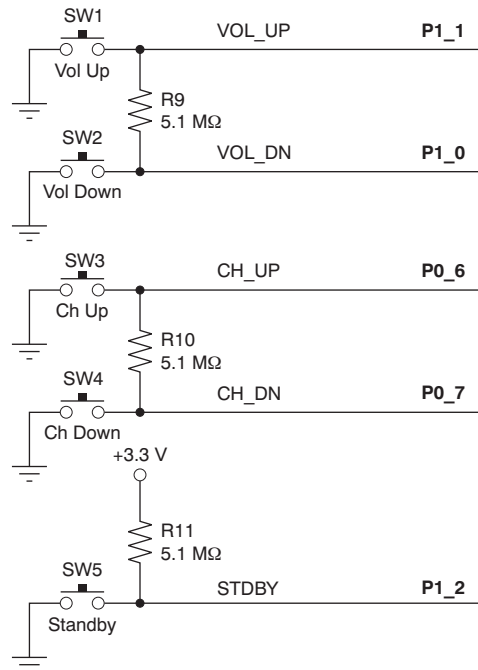 SW1
VOL_UP P1_1
Vol Up
R9
5.1 MΩ
SW2
VOL_DN P1_0
Vol Down
SW3
CH_UP P0_6
Ch Up
R10
5.1 MΩ
SW4
CH_DN P0_7
Ch Down
+3.3 V
R11
5.1 MΩ
SW5
STDBY P1_2
Standby